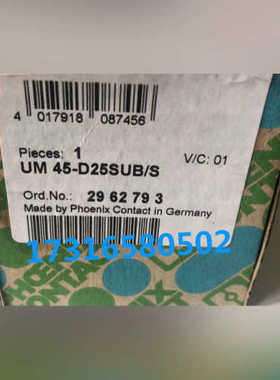 4 017918 087456
Pieces: 1
V/C: 01
UM 45-D25SUB/S
Ord.No.: 29 62 79 3
Made by Phoenix Contact in Germany
17316580502